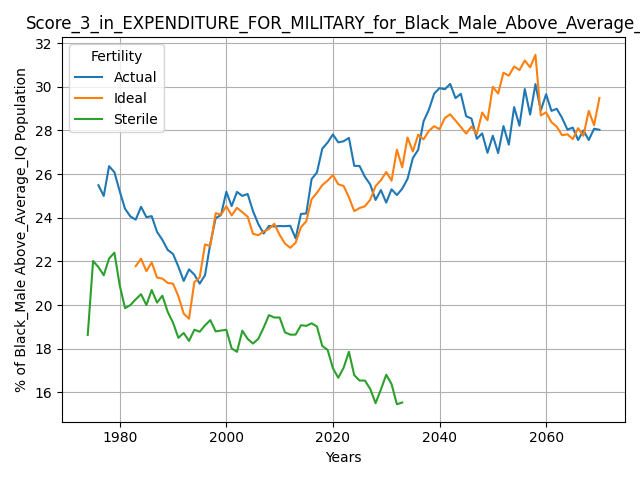 Score_3_in_EXPENDITURE_FOR_MILITARY_for_Black_Male_Above_Average_
32
30
28
26
24
22
20
18
16
% of Black_Male Above_Average_IQ Population
Fertility
Actual
Ideal
Sterile
1980 2000 2020 2040 2060
Years